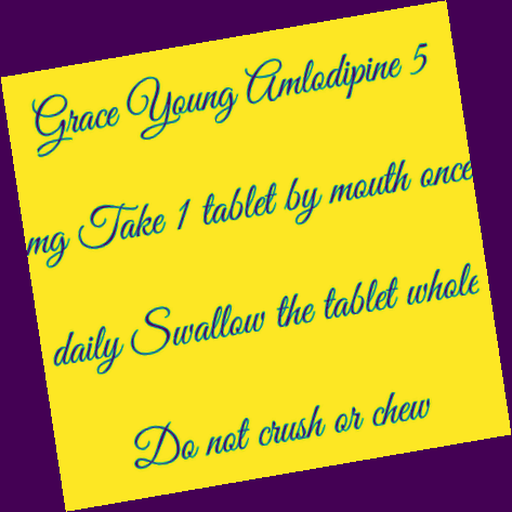 Grace Young Amlodipine 5
mg Take 1 tablet by mouth once
daily Swallow the tablet whole
Do not crush or chew